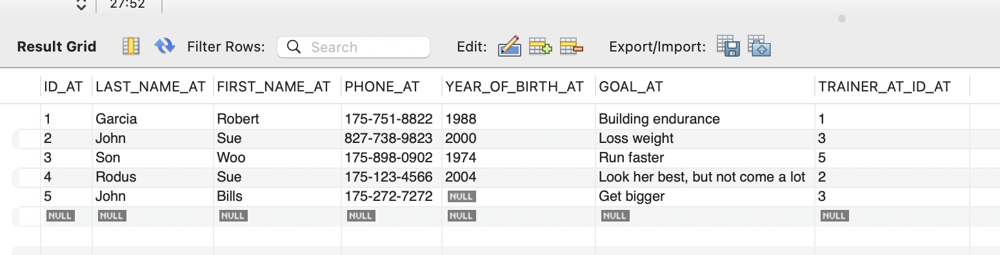 27:52
Result Grid Filter Rows: Search Edit: Export/Import:
ID_AT LAST_NAME_AT FIRST_NAME_AT PHONE_AT YEAR_OF_BIRTH_AT GOAL_AT TRAINER_AT_ID_AT
1 Garcia Robert 175-751-8822 1988 Building endurance 1
2 John Sue 827-738-9823 2000 Loss weight 3
3 Son Woo 175-898-0902 1974 Run faster 5
4 Rodus Sue 175-123-4566 2004 Look her best, but not come a lot 2
5 John Bills 175-272-7272 NULL Get bigger 3
NULL NULL NULL NULL NULL NULL NULL